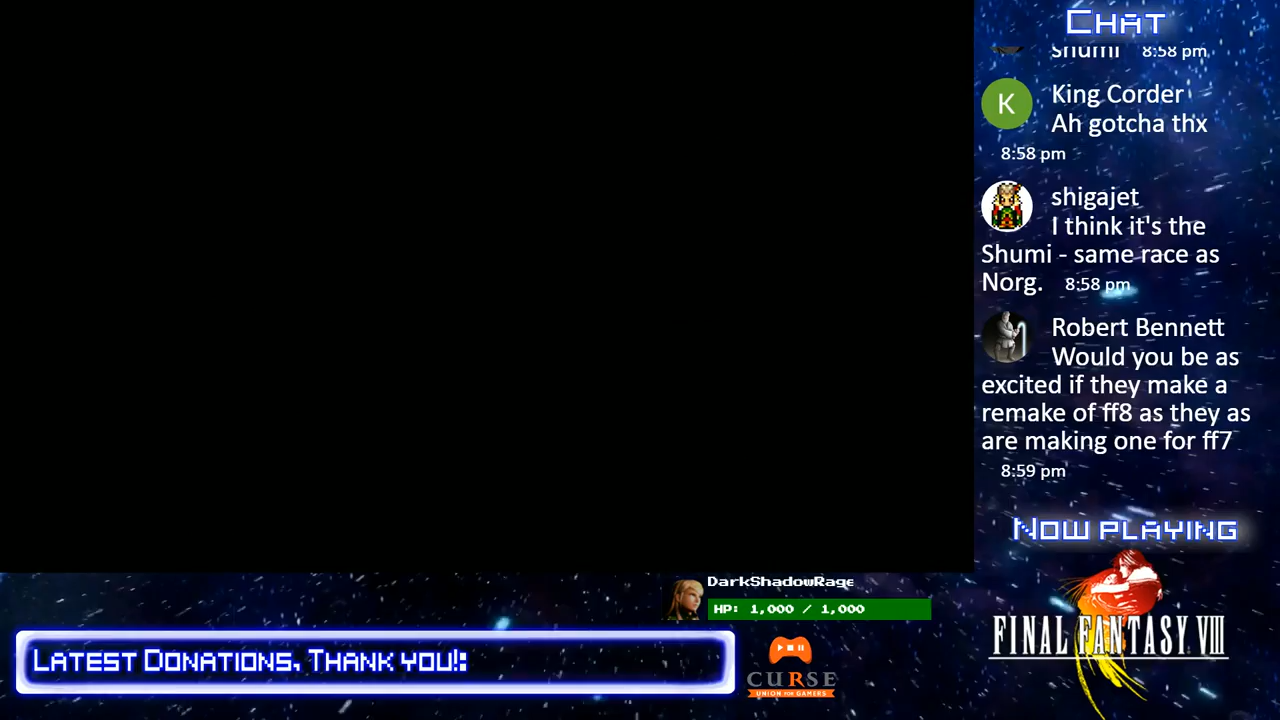 CHAT
shumi 8:58 pm
King Corder
Ah gotcha thx
8:58 pm
shigajet
I think it's the
Shumi - same race as
Norg. 8:58 pm
Robert Bennett
Would you be as
excited if they make a
remake of ff8 as they as
are making one for ff7
8:59 pm
NOW PLAYING
FINAL FANTASY VIII
DarkShadowRage
HP: 1,000 / 1,000
LATEST DONATIONS, THANK YOU!:
CURSE
UNION FOR GAMERS
K